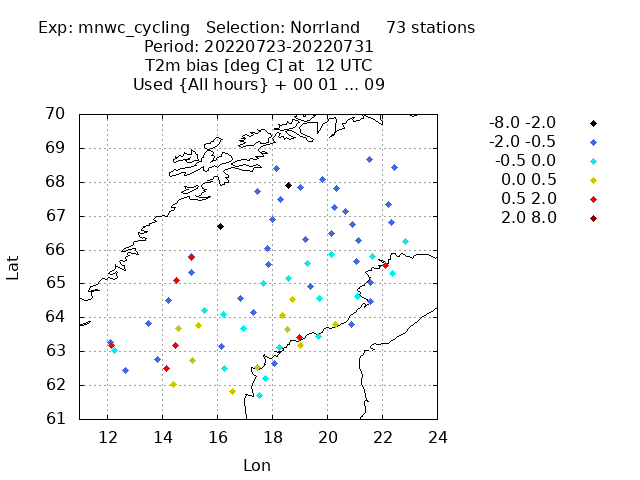 Exp: mnwc_cycling   Selection: Norrland     73 stations
Period: 20220723-20220731
T2m bias [deg C] at  12 UTC
Used {All hours} + 00 01 ... 09
-8.0 -2.0
-2.0 -0.5
-0.5 0.0
0.0 0.5
0.5 2.0
2.0 8.0
70
69
68
67
66
65
64
63
62
61
Lat
12 14 16 18 20 22 24
Lon